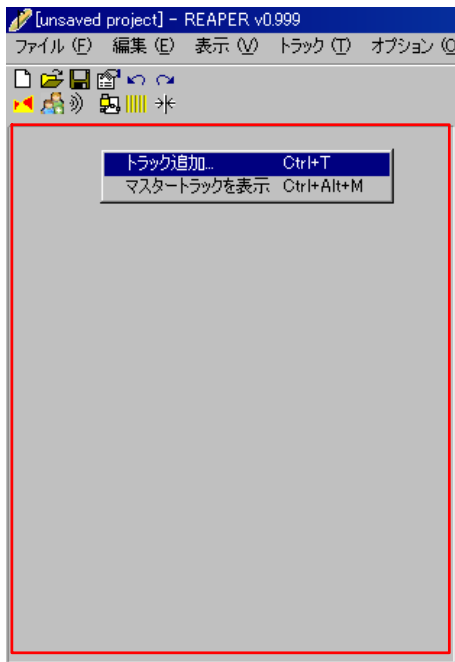 [unsaved project] - REAPER v0.999
ファイル (F) 編集 (E) 表示 (V) トラック (T) オプション (O
トラック追加... Ctrl+T
マスタートラックを表示 Ctrl+Alt+M